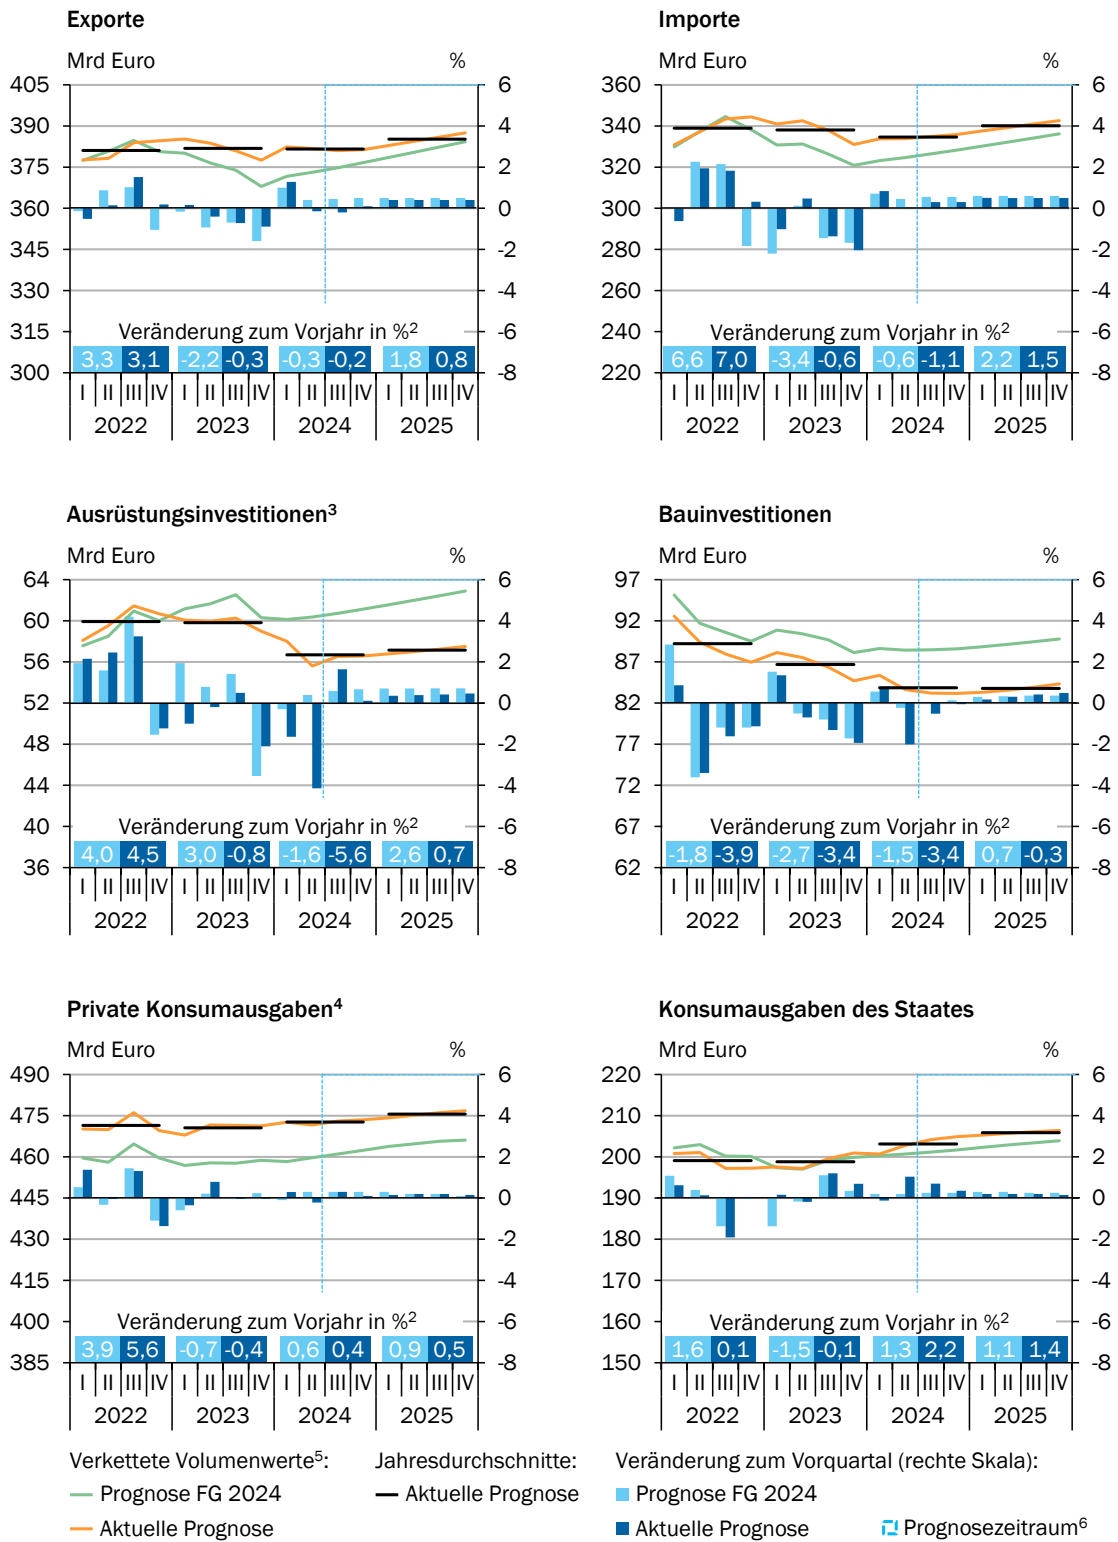 Exporte
Mrd Euro %
405 6
390 4
375 2
360 0
345 -2
330 -4
315 Veränderung zum Vorjahr in %² -6
3,3 3,1 -2,2 -0,3 -0,3 -0,2 1,8 0,8
300 -8
I II III IV I II III IV I II III IV I II III IV
2022 2023 2024 2025
Importe
Mrd Euro %
360 6
340 4
320 2
300 0
280 -2
260 -4
240 Veränderung zum Vorjahr in %² -6
6,6 7,0 -3,4 -0,6 -0,6 -1,1 2,2 1,5
220 -8
I II III IV I II III IV I II III IV I II III IV
2022 2023 2024 2025
Ausrüstungsinvestitionen³
Mrd Euro %
64 6
60 4
56 2
52 0
48 -2
44 -4
40 Veränderung zum Vorjahr in %² -6
4,0 4,5 3,0 -0,8 -1,6 -5,6 2,6 0,7
36 -8
I II III IV I II III IV I II III IV I II III IV
2022 2023 2024 2025
Bauinvestitionen
Mrd Euro %
97 6
92 4
87 2
82 0
77 -2
72 -4
67 Veränderung zum Vorjahr in %² -6
-1,8 -3,9 -2,7 -3,4 -1,5 -3,4 0,7 -0,3
62 -8
I II III IV I II III IV I II III IV I II III IV
2022 2023 2024 2025
Private Konsumausgaben⁴
Mrd Euro %
490 6
475 4
460 2
445 0
430 -2
415 -4
400 Veränderung zum Vorjahr in %² -6
3,9 5,6 -0,7 -0,4 0,6 0,4 0,9 0,5
385 -8
I II III IV I II III IV I II III IV I II III IV
2022 2023 2024 2025
Konsumausgaben des Staates
Mrd Euro %
220 6
210 4
200 2
190 0
180 -2
170 -4
160 Veränderung zum Vorjahr in %² -6
1,6 0,1 -1,5 -0,1 1,3 2,2 1,1 1,4
150 -8
I II III IV I II III IV I II III IV I II III IV
2022 2023 2024 2025
Verkettete Volumenwerte⁵: Jahresdurchschnitte: Veränderung zum Vorquartal (rechte Skala):
Prognose FG 2024 Aktuelle Prognose Prognose FG 2024
Aktuelle Prognose Aktuelle Prognose Prognosezeitraum⁶